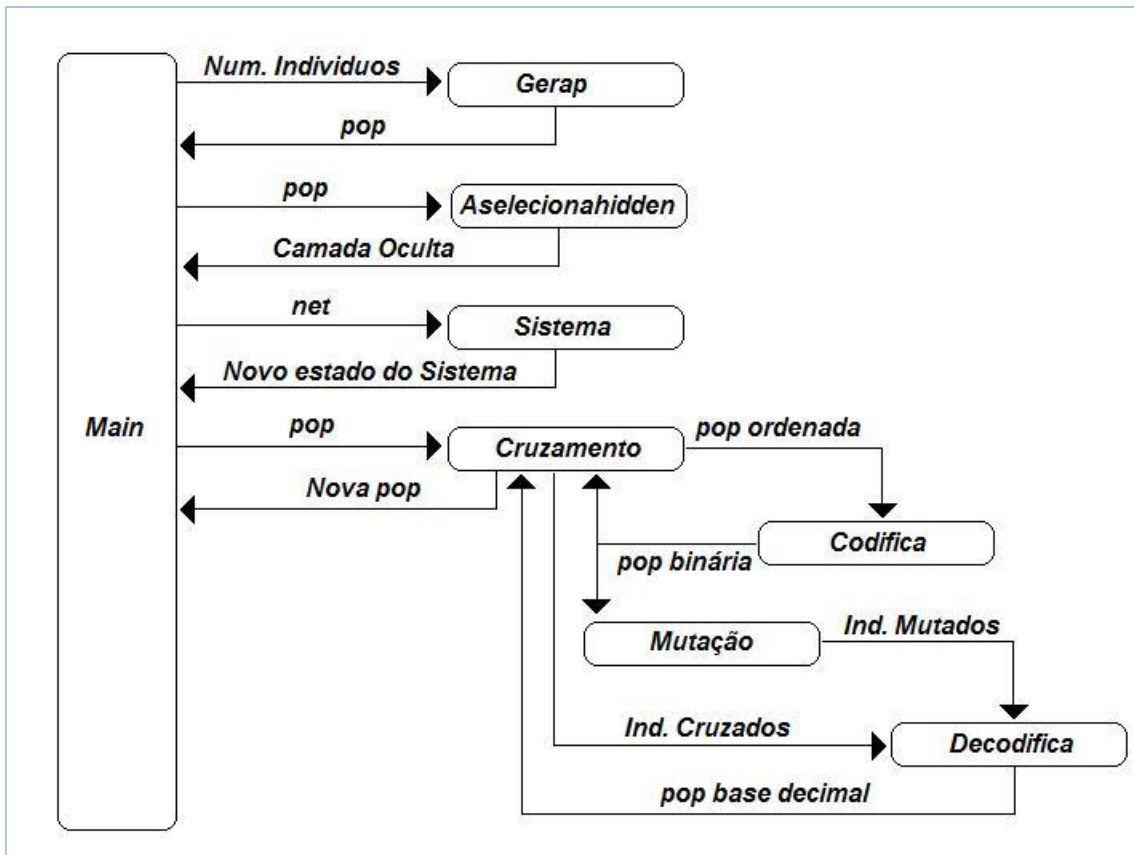 Num. Individuos
Gerap
pop
pop
Aselecionahidden
Camada Oculta
net
Sistema
Novo estado do Sistema
Main
pop
Cruzamento
pop ordenada
Nova pop
Codifica
pop binária
Mutação
Ind. Mutados
Ind. Cruzados
Decodifica
pop base decimal